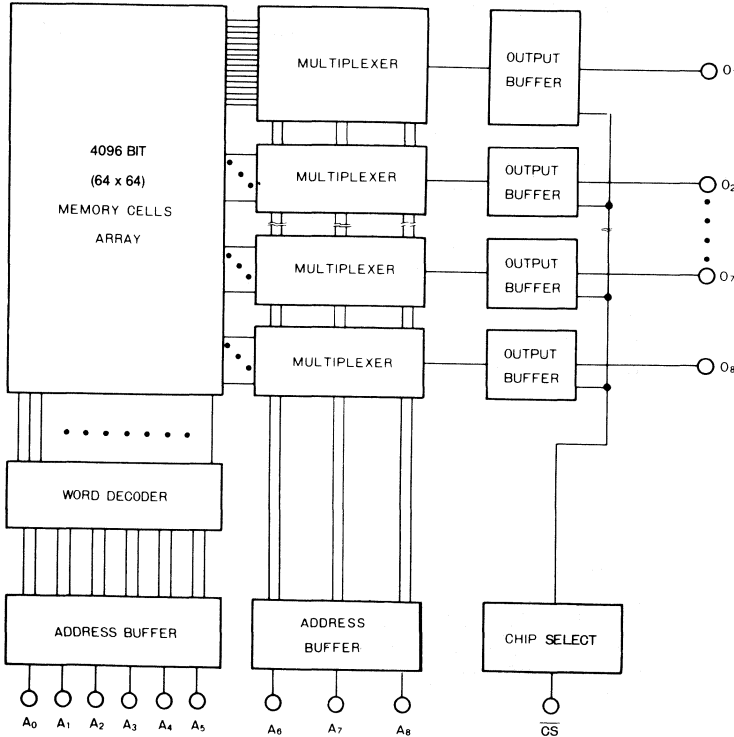 4096 BIT
(64 x 64)
MEMORY CELLS
ARRAY
MULTIPLEXER
OUTPUT
BUFFER
MULTIPLEXER
OUTPUT
BUFFER
O₂
MULTIPLEXER
OUTPUT
BUFFER
O₇
MULTIPLEXER
OUTPUT
BUFFER
O₈
WORD DECODER
ADDRESS BUFFER
ADDRESS
BUFFER
CHIP SELECT
A₀ A₁ A₂ A₃ A₄ A₅ A₆ A₇ A₈ C̅S̅